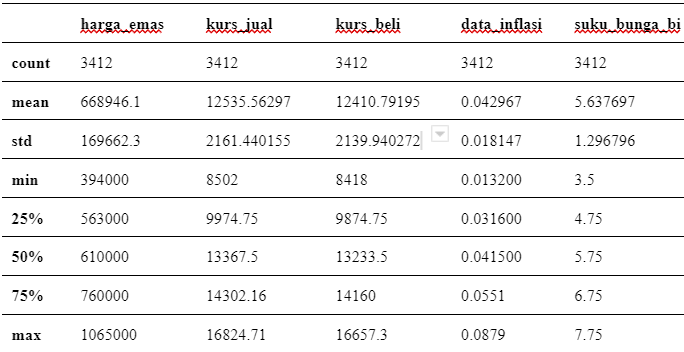 harga_emas kurs_jual kurs_beli data_inflasi suku_bunga_bi
count 3412 3412 3412 3412 3412
mean 668946.1 12535.56297 12410.79195 0.042967 5.637697
std 169662.3 2161.440155 2139.940272 0.018147 1.296796
min 394000 8502 8418 0.013200 3.5
25% 563000 9974.75 9874.75 0.031600 4.75
50% 610000 13367.5 13233.5 0.041500 5.75
75% 760000 14302.16 14160 0.0551 6.75
max 1065000 16824.71 16657.3 0.0879 7.75